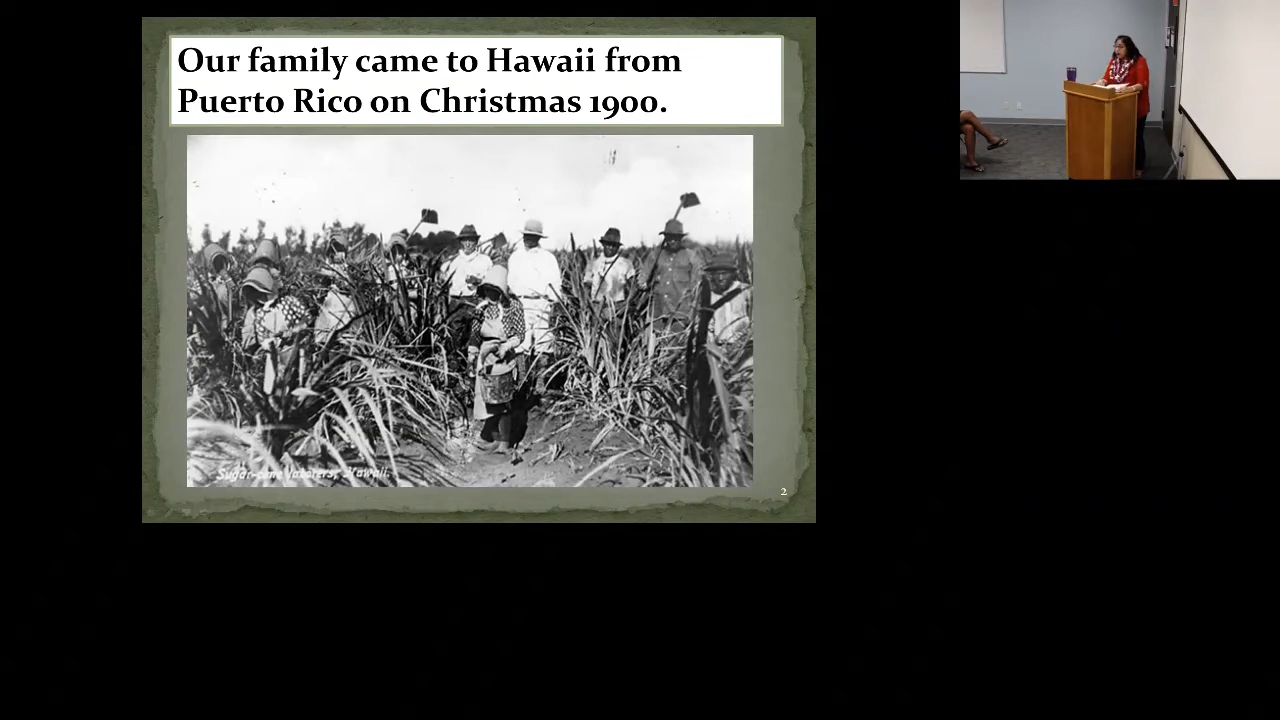 Our family came to Hawaii from
Puerto Rico on Christmas 1900.
Sugar-cane laborers, Hawaii.
2